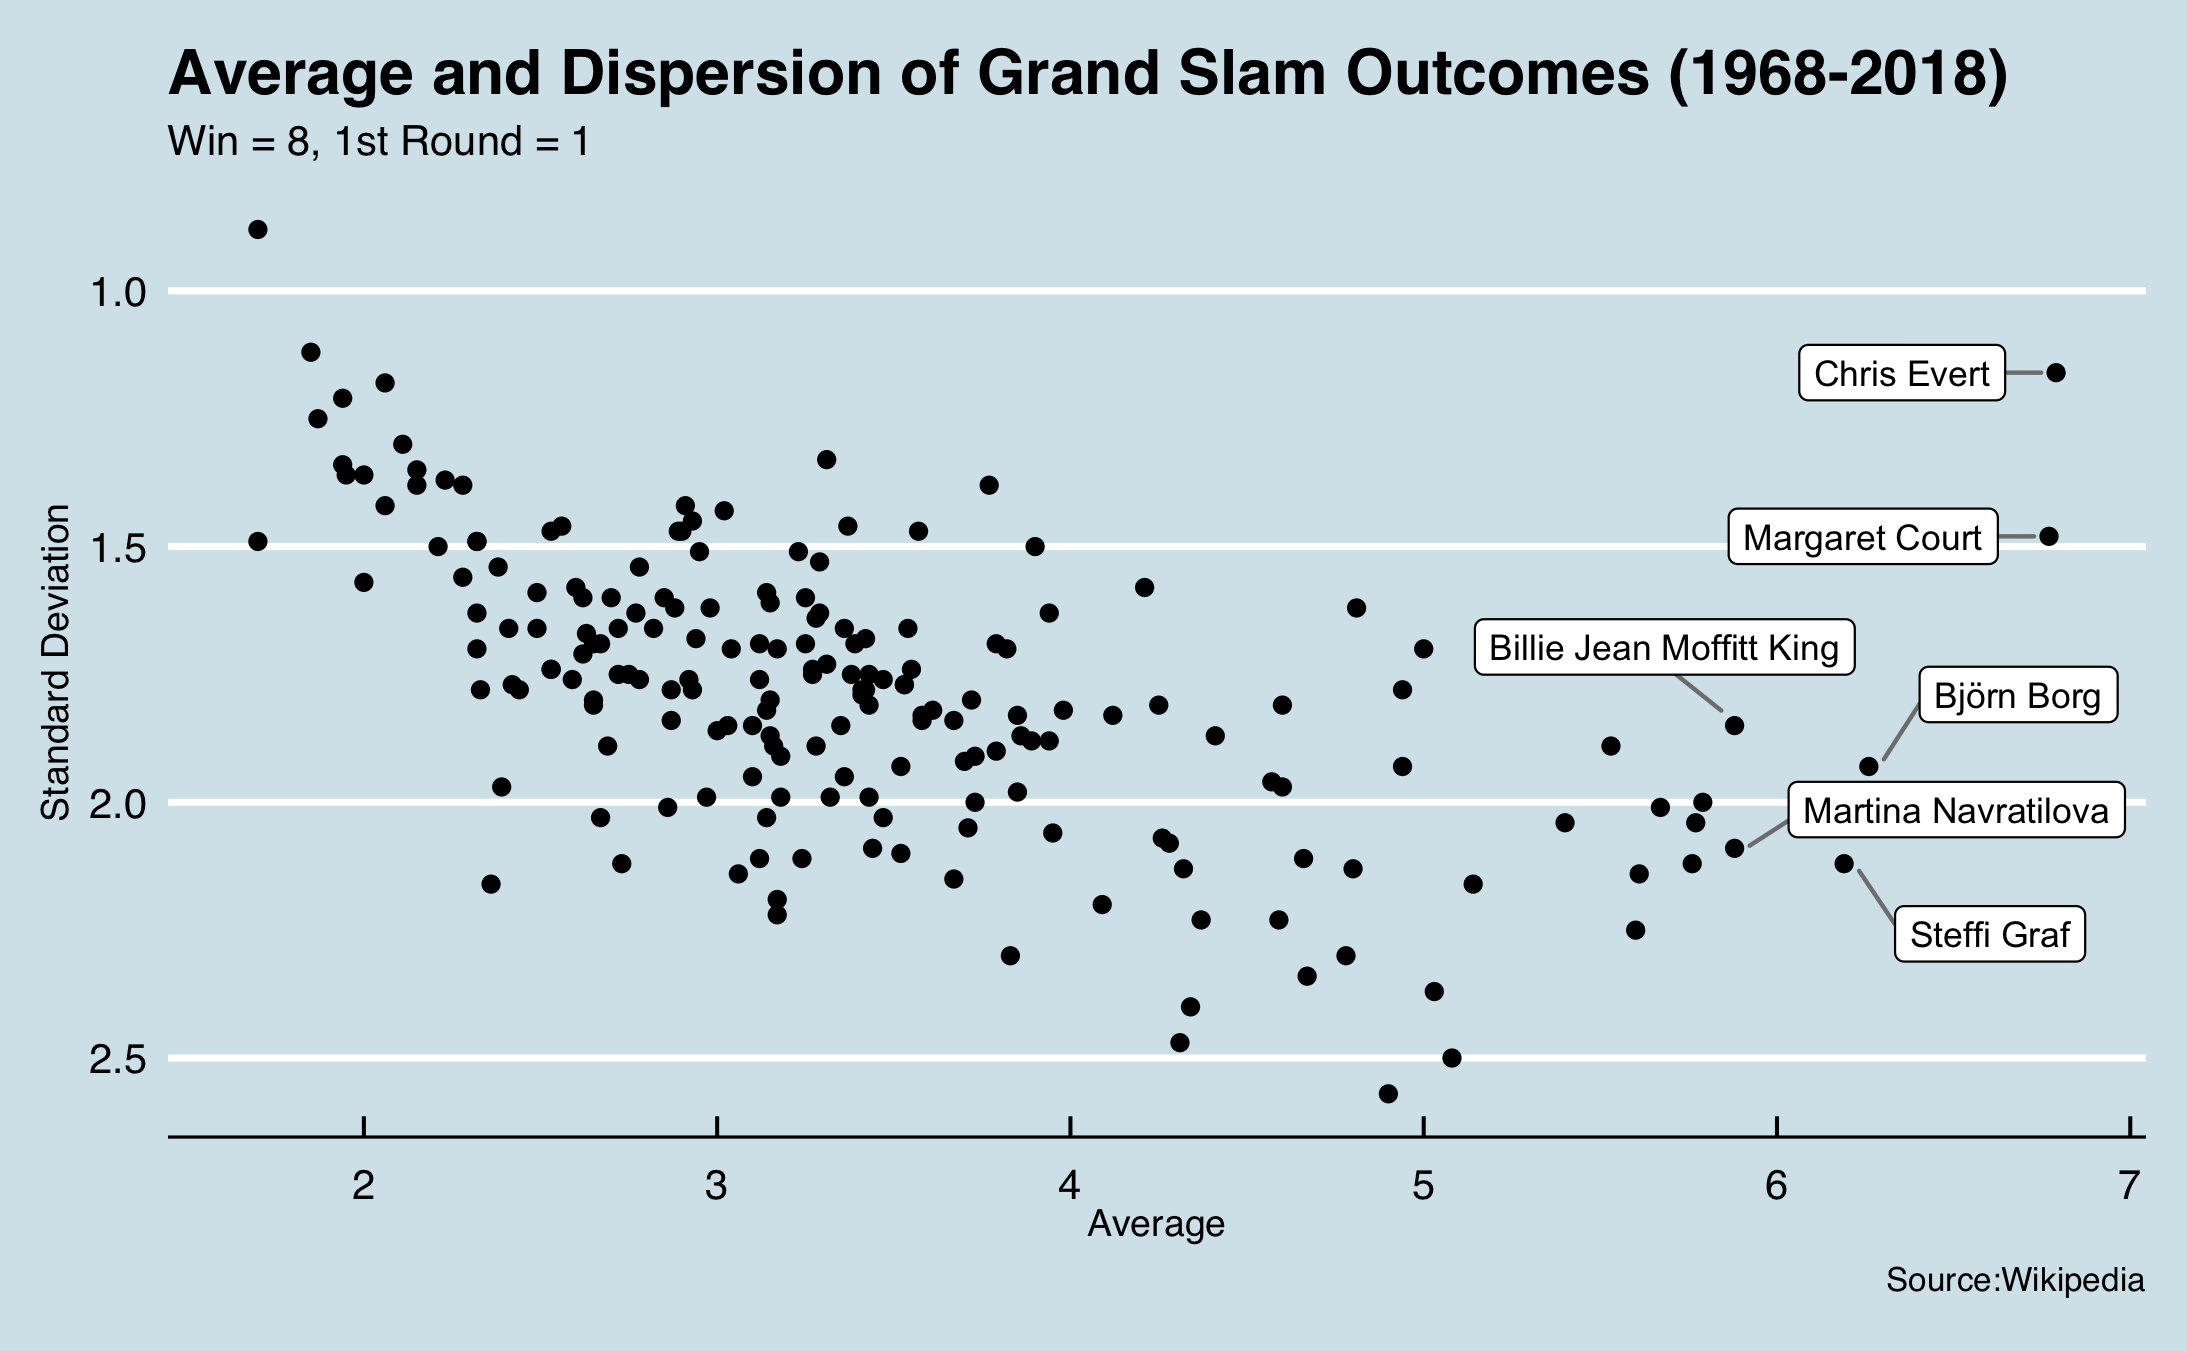 Average and Dispersion of Grand Slam Outcomes (1968-2018)
Win = 8, 1st Round = 1
Standard Deviation
1.0
1.5
2.0
2.5
Chris Evert
Margaret Court
Billie Jean Moffitt King
Björn Borg
Martina Navratilova
Steffi Graf
2 3 4 5 6 7
Average
Source:Wikipedia